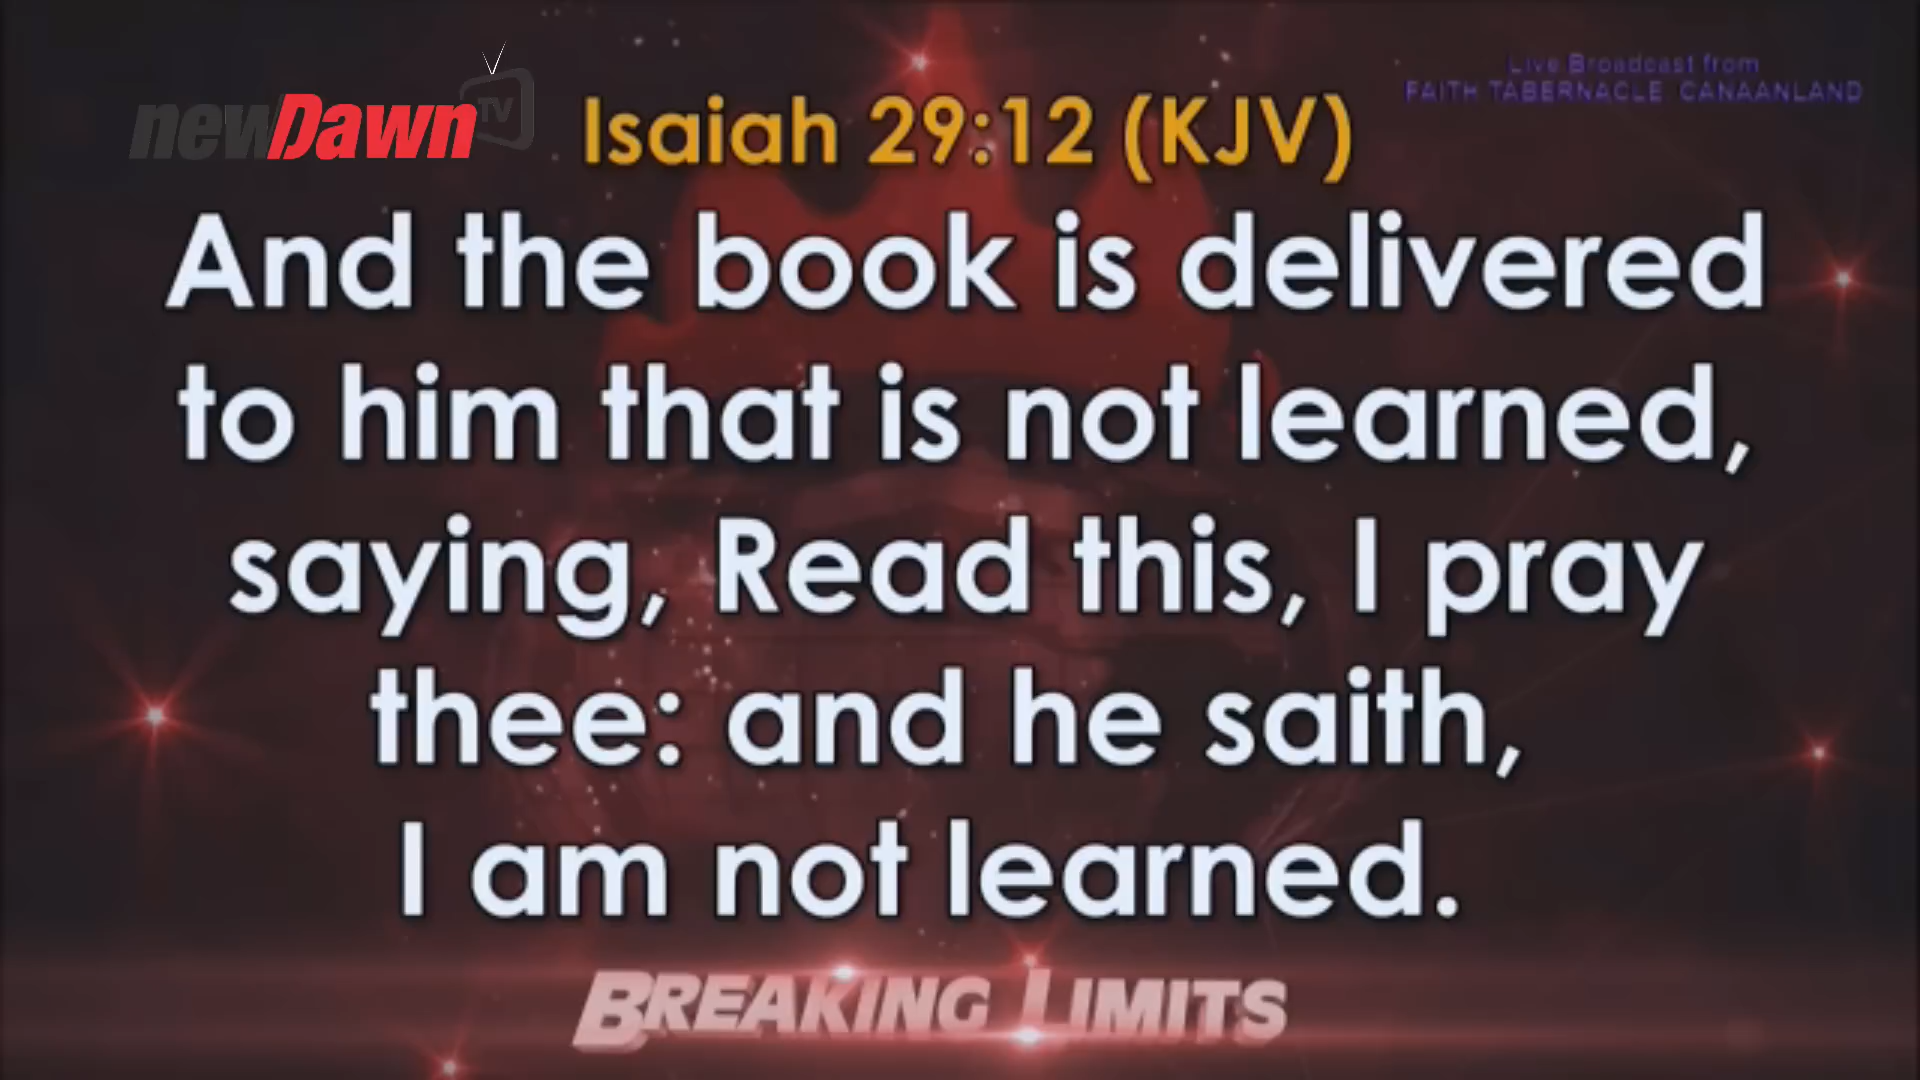 newDawn TV
Live Broadcast from
FAITH TABERNACLE CANAANLAND
Isaiah 29:12 (KJV)
And the book is delivered
to him that is not learned,
saying, Read this, I pray
thee: and he saith,
I am not learned.
BREAKING LIMITS